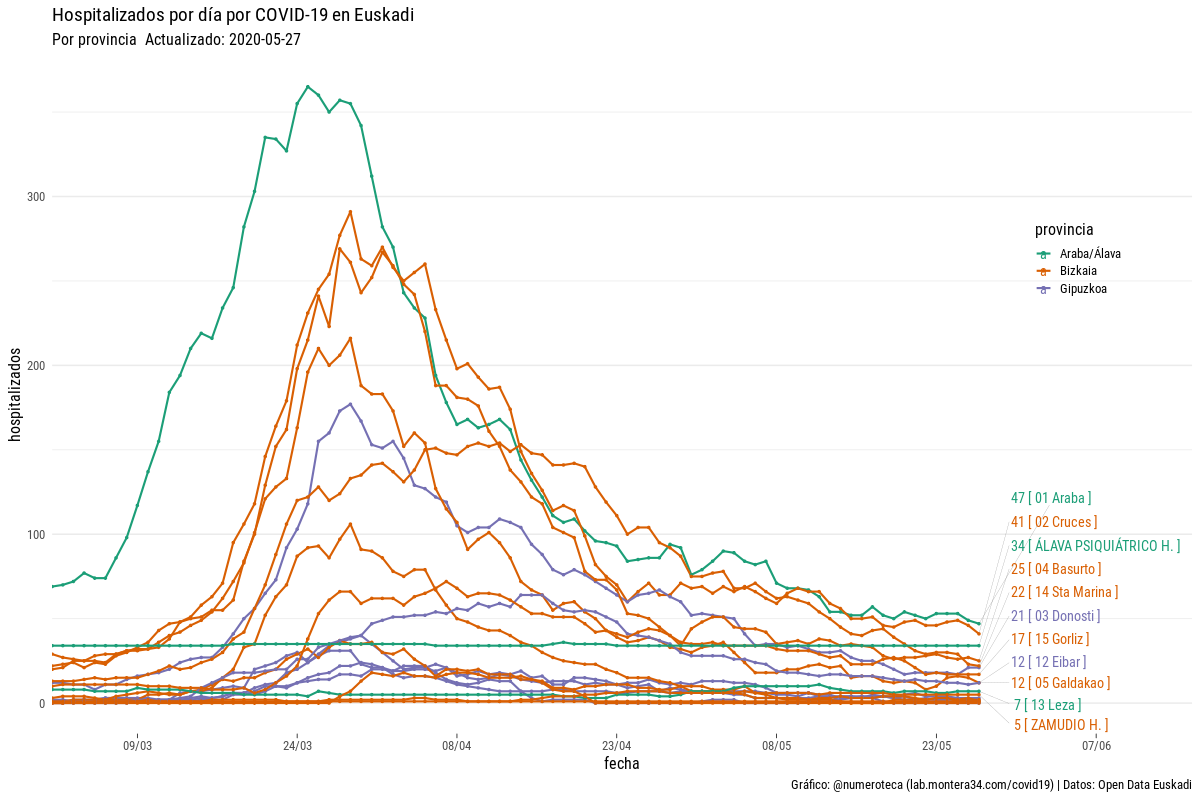 Hospitalizados por día por COVID-19 en Euskadi
Por provincia  Actualizado: 2020-05-27
hospitalizados
300
200
100
0
provincia
Araba/Álava
Bizkaia
Gipuzkoa
47 [ 01 Araba ]
41 [ 02 Cruces ]
34 [ ÁLAVA PSIQUIÁTRICO H. ]
25 [ 04 Basurto ]
22 [ 14 Sta Marina ]
21 [ 03 Donosti ]
17 [ 15 Gorliz ]
12 [ 12 Eibar ]
12 [ 05 Galdakao ]
7 [ 13 Leza ]
5 [ ZAMUDIO H. ]
09/03 24/03 08/04 23/04 08/05 23/05 07/06
fecha
Gráfico: @numeroteca (lab.montera34.com/covid19) | Datos: Open Data Euskadi